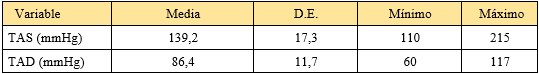 Variable Media D.E. Mínimo Máximo
TAS (mmHg) 139,2 17,3 110 215
TAD (mmHg) 86,4 11,7 60 117